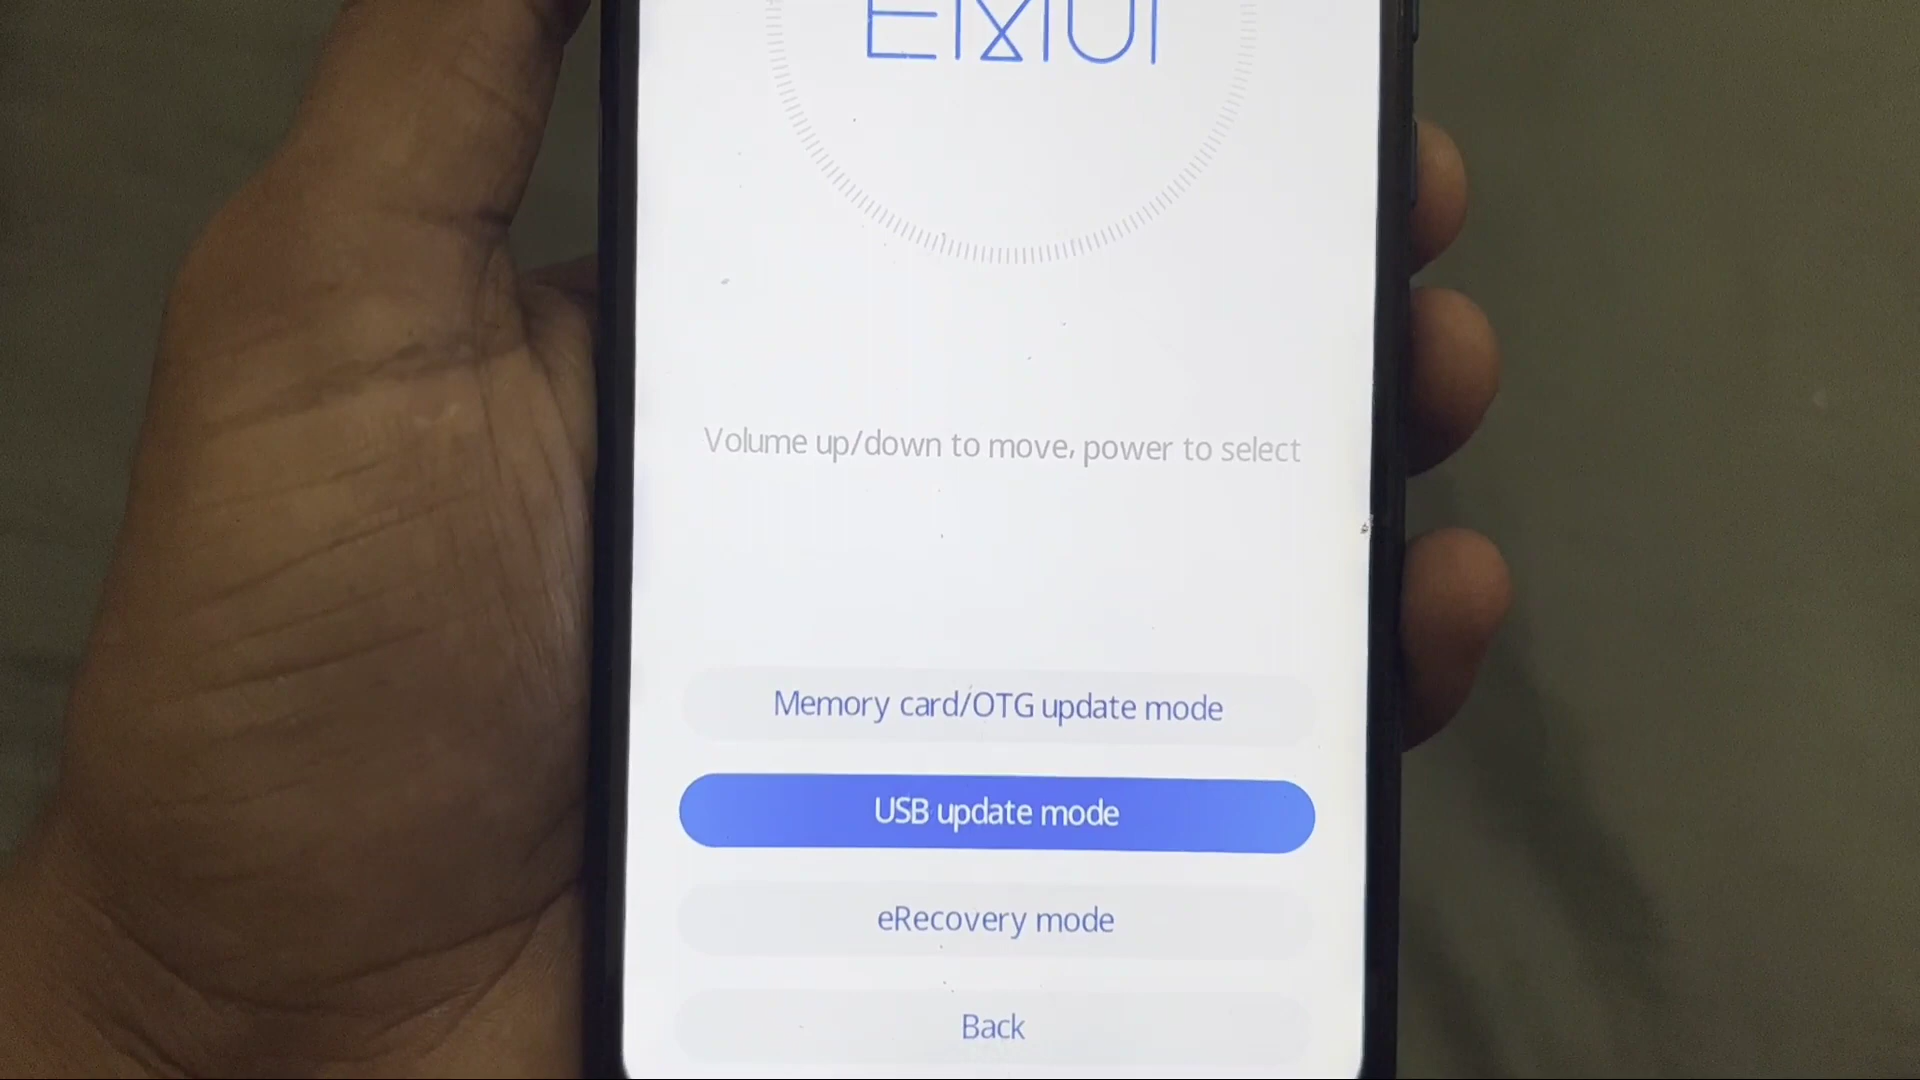 EMUI
Volume up/down to move, power to select
Memory card/OTG update mode
USB update mode
eRecovery mode
Back